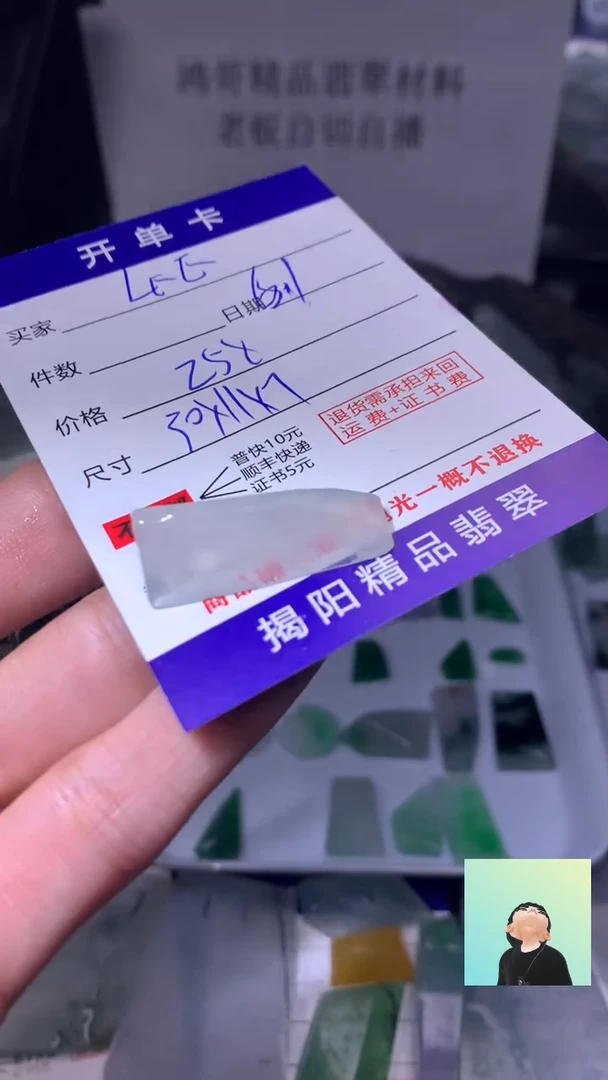 鸿哥精品翡翠材料
老板自切自播
开单卡
买家 LEE
日期
件数
价格 258
尺寸 30X11X7
退货需承担来回
运费+证书费
普快10元
顺丰快递
证书5元
光一概不退换
揭阳精品翡翠